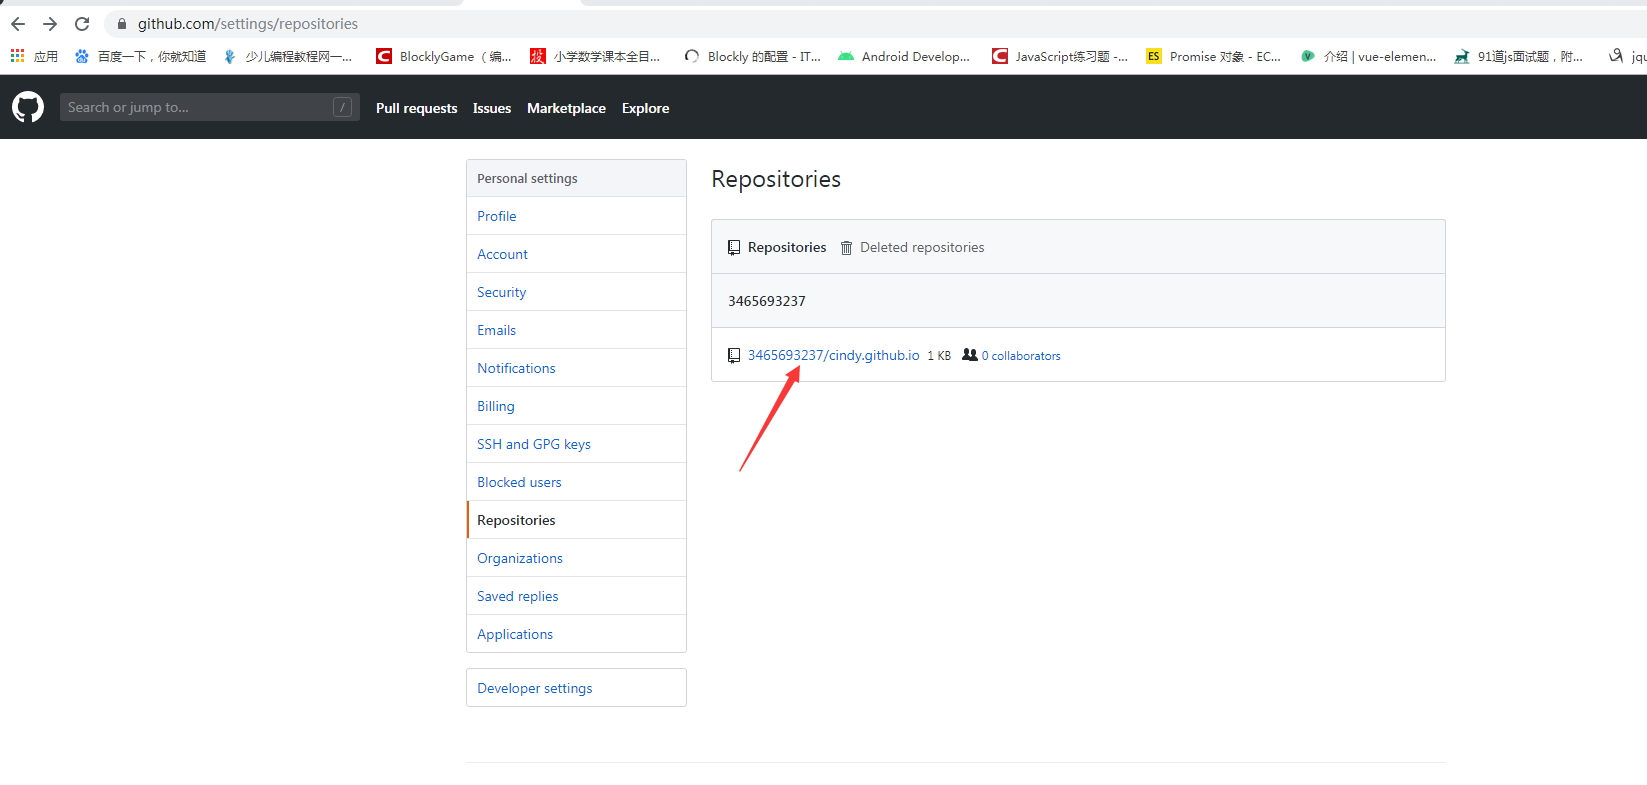 github.com/settings/repositories
应用 百度一下，你就知道 少儿编程教程网—... BlocklyGame（编... 小学数学课本全目... Blockly 的配置 - IT... Android Develop... JavaScript练习题 -... ES Promise 对象 - EC... 介绍 | vue-elemen... 91道js面试题，附... jqu
Search or jump to... / Pull requests Issues Marketplace Explore
Personal settings
Profile
Account
Security
Emails
Notifications
Billing
SSH and GPG keys
Blocked users
Repositories
Organizations
Saved replies
Applications
Developer settings
Repositories
Repositories Deleted repositories
3465693237
3465693237/cindy.github.io 1 KB 0 collaborators